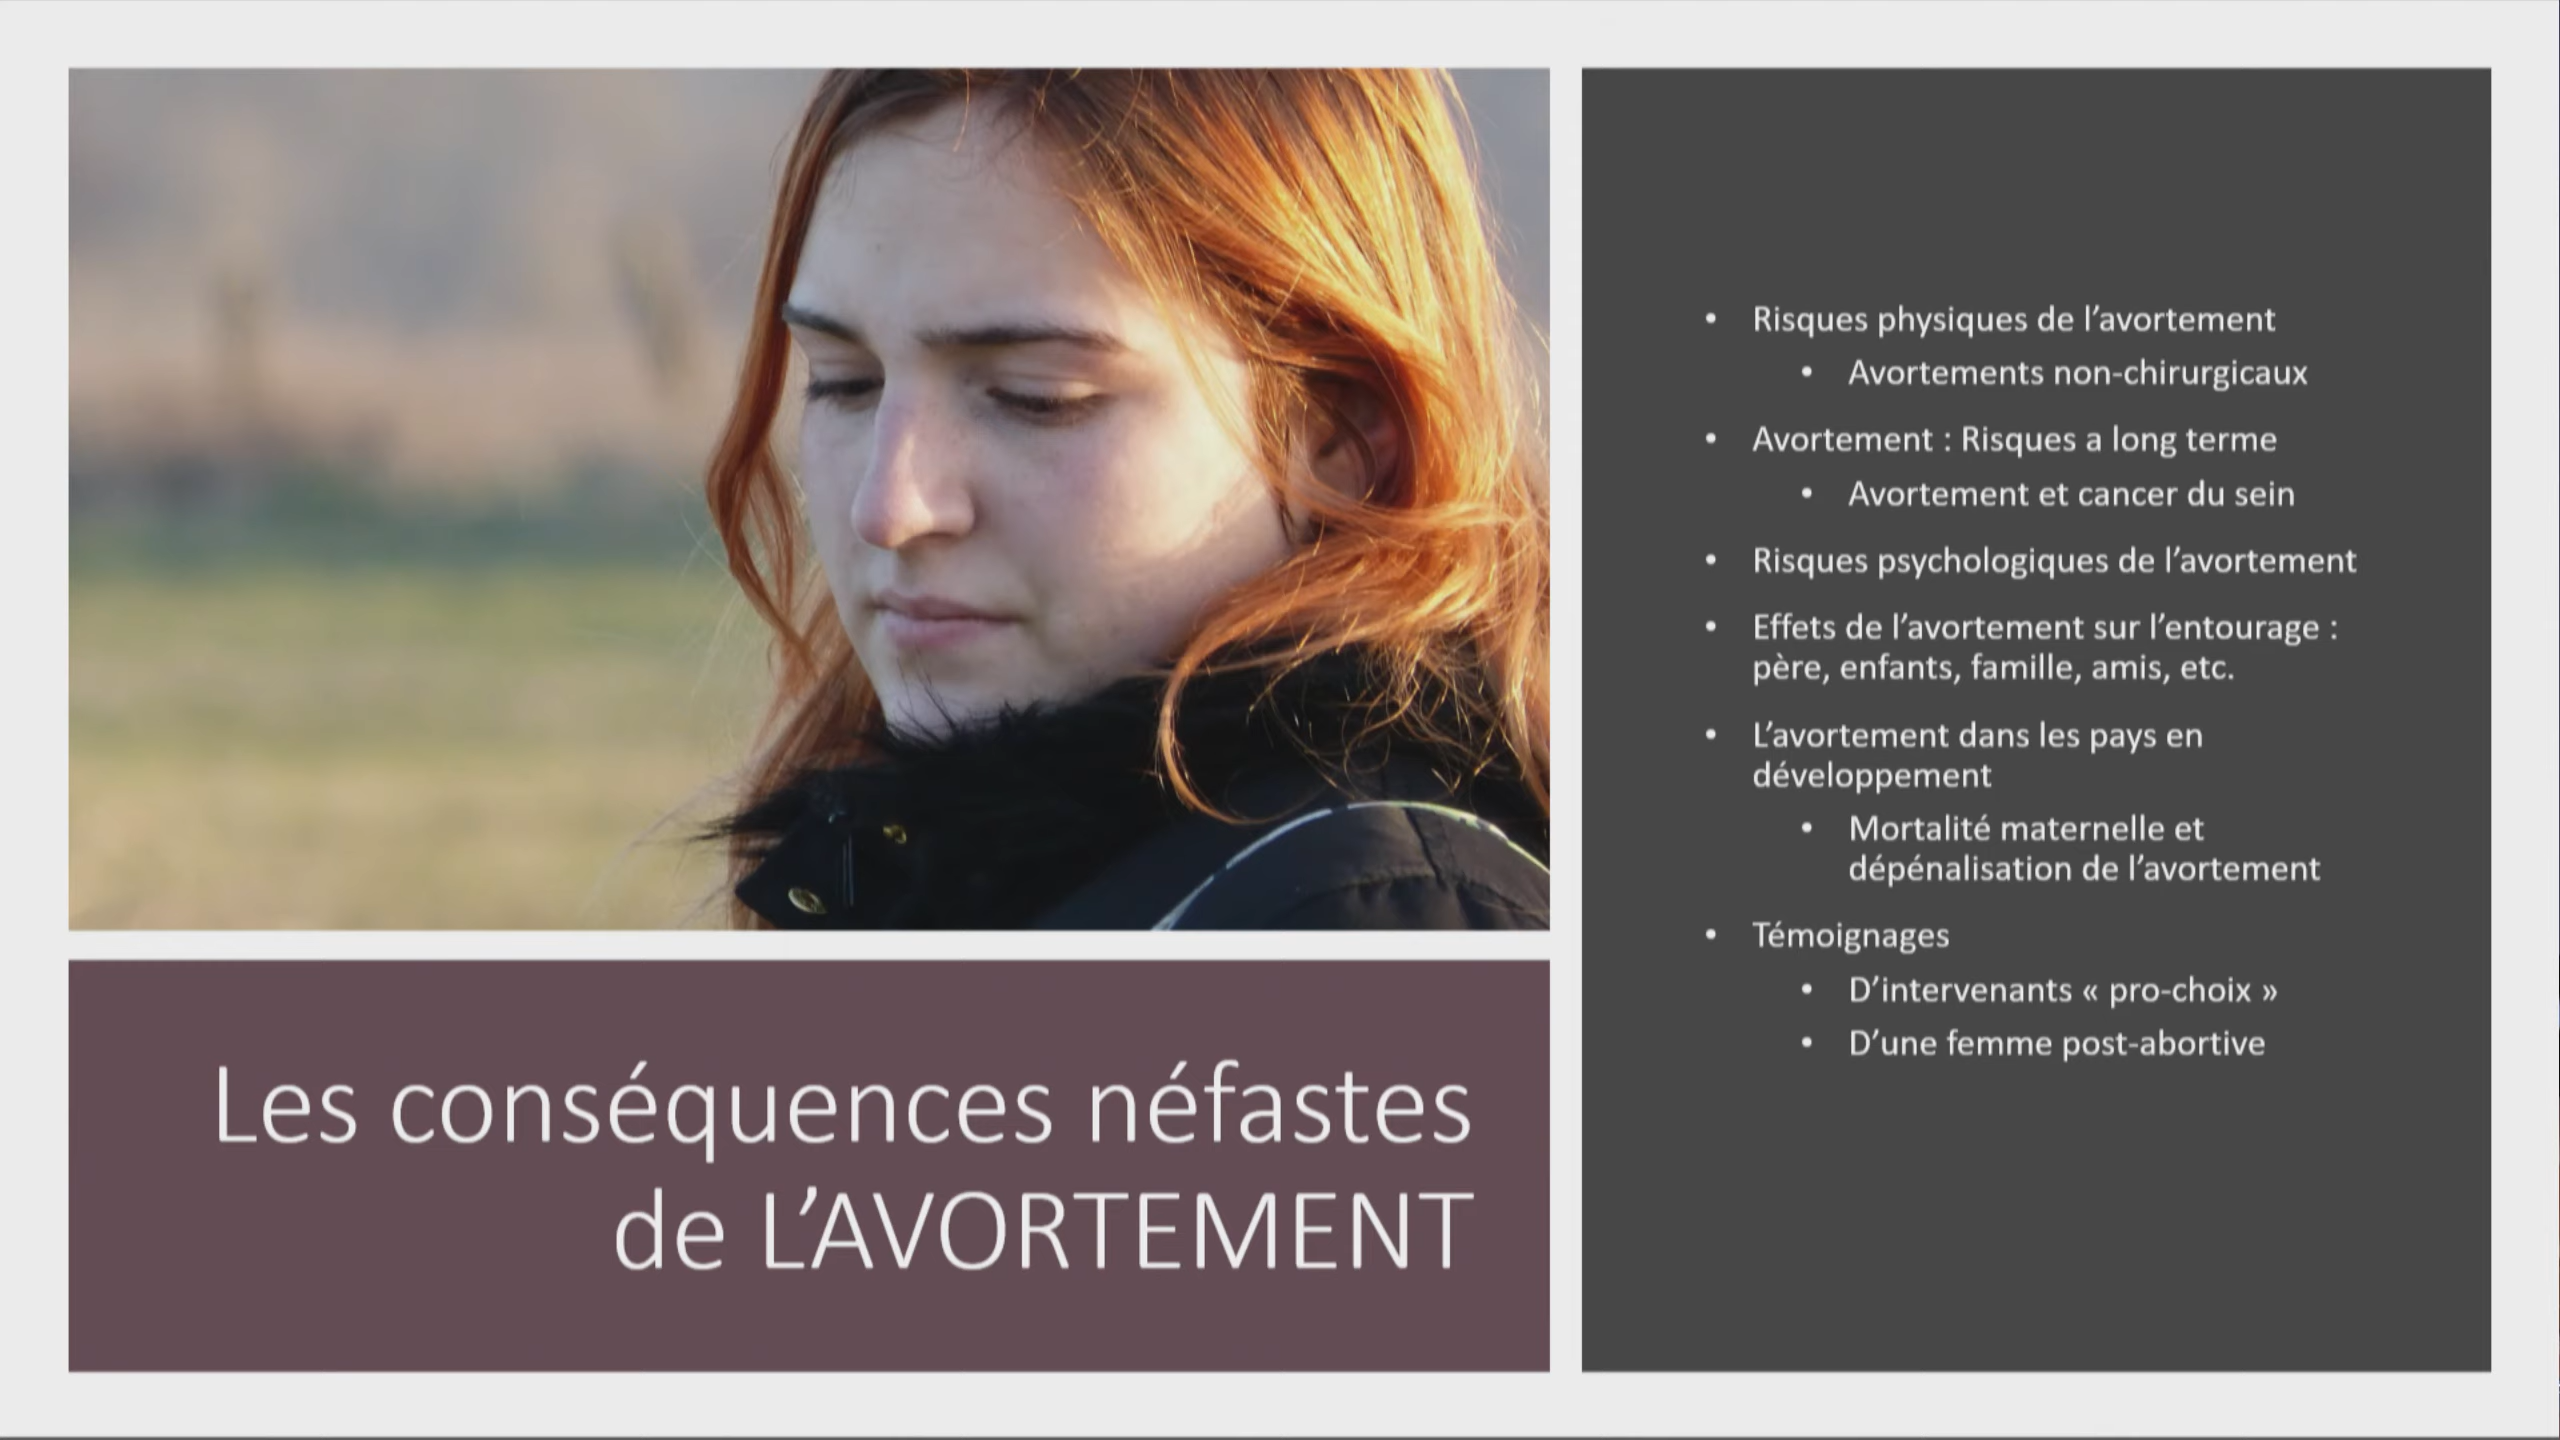 Les conséquences néfastes
de L’AVORTEMENT
• Risques physiques de l’avortement
• Avortements non-chirurgicaux
• Avortement : Risques a long terme
• Avortement et cancer du sein
• Risques psychologiques de l’avortement
• Effets de l’avortement sur l’entourage :
père, enfants, famille, amis, etc.
• L’avortement dans les pays en
développement
• Mortalité maternelle et
dépénalisation de l’avortement
• Témoignages
• D’intervenants « pro-choix »
• D’une femme post-abortive